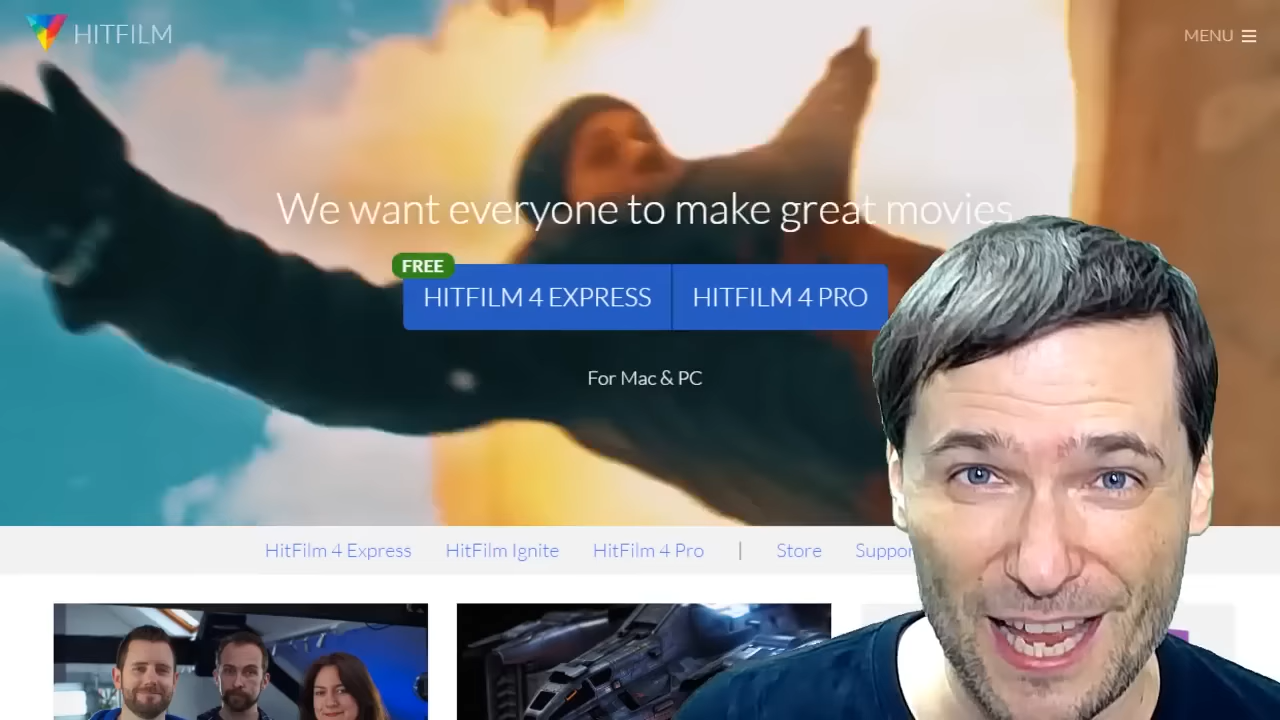 HITFILM
MENU
We want everyone to make great movies
FREE
HITFILM 4 EXPRESS
HITFILM 4 PRO
For Mac & PC
HitFilm 4 Express HitFilm Ignite HitFilm 4 Pro | Store Suppor